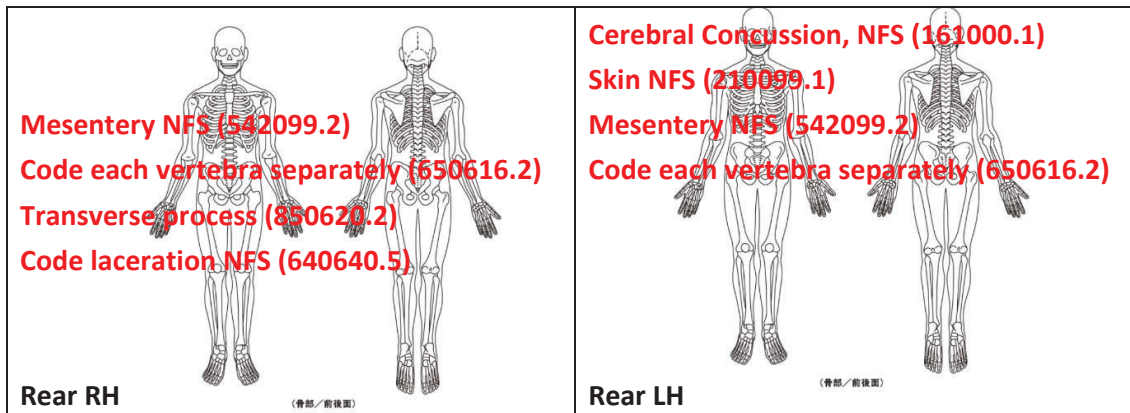 Mesentery NFS (542099.2)
Code each vertebra separately (650616.2)
Transverse process (850620.2)
Code laceration NFS (640640.5)
Rear RH
(骨部/前後面)
Cerebral Concussion, NFS (161000.1)
Skin NFS (210099.1)
Mesentery NFS (542099.2)
Code each vertebra separately (650616.2)
Rear LH
(骨部/前後面)